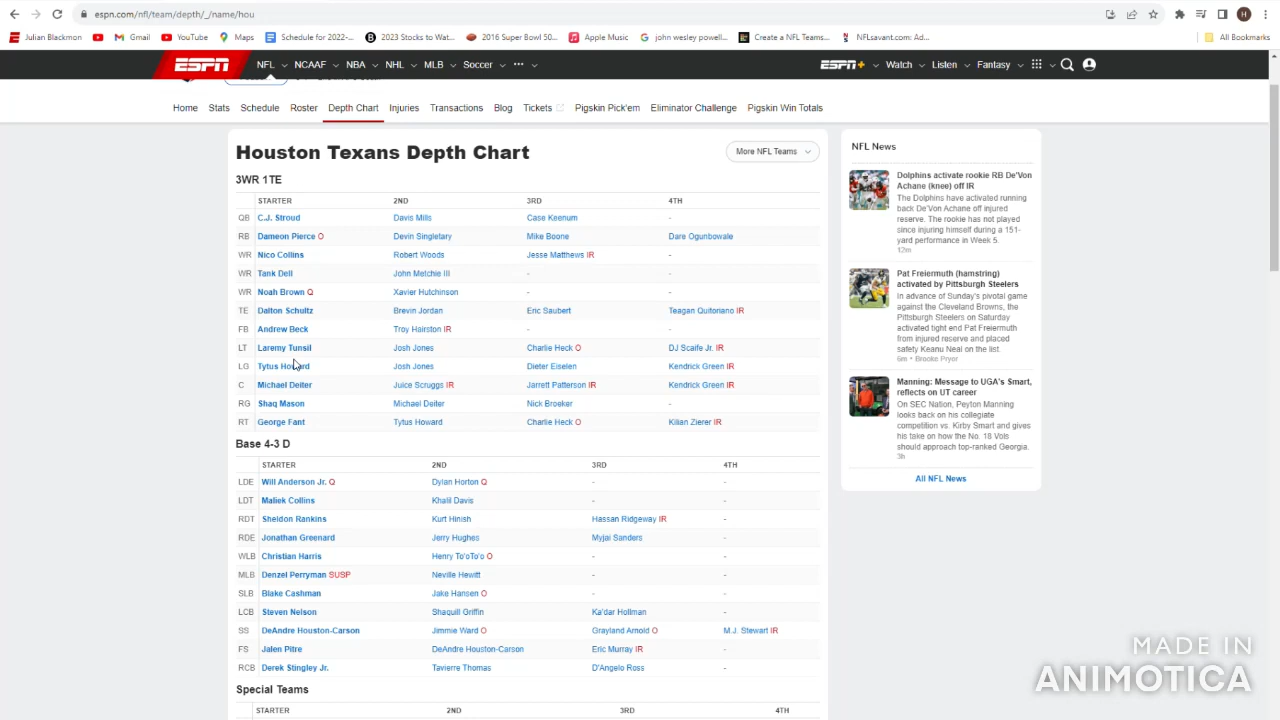 espn.com/nfl/team/depth/_/name/hou
Julian Blackmon Gmail YouTube Maps Schedule for 2022-... 2023 Stocks to Wat... 2016 Super Bowl 50... Apple Music john wesley powell... Create a NFL Teams... NFLsavant.com: Ad... All Bookmarks
ESPN NFL NCAAF NBA NHL MLB Soccer ••• ESPN+ Watch Listen Fantasy
Home Stats Schedule Roster Depth Chart Injuries Transactions Blog Tickets Pigskin Pick'em Eliminator Challenge Pigskin Win Totals
Houston Texans Depth Chart
More NFL Teams
3WR 1TE
STARTER 2ND 3RD 4TH
QB C.J. Stroud Davis Mills Case Keenum -
RB Dameon Pierce O Devin Singletary Mike Boone Dare Ogunbowale
WR Nico Collins Robert Woods Jesse Matthews IR -
WR Tank Dell John Metchie III - -
WR Noah Brown Q Xavier Hutchinson - -
TE Dalton Schultz Brevin Jordan Eric Saubert Teagan Quitoriano IR
FB Andrew Beck Troy Hairston IR - -
LT Laremy Tunsil Josh Jones Charlie Heck O DJ Scaife Jr. IR
LG Tytus Howard Josh Jones Dieter Eiselen Kendrick Green IR
C Michael Deiter Juice Scruggs IR Jarrett Patterson IR Kendrick Green IR
RG Shaq Mason Michael Deiter Nick Broeker -
RT George Fant Tytus Howard Charlie Heck O Kilian Zierer IR
Base 4-3 D
STARTER 2ND 3RD 4TH
LDE Will Anderson Jr. Q Dylan Horton Q - -
LDT Maliek Collins Khalil Davis - -
RDT Sheldon Rankins Kurt Hinish Hassan Ridgeway IR -
RDE Jonathan Greenard Jerry Hughes Myjai Sanders -
WLB Christian Harris Henry To'oTo'o O - -
MLB Denzel Perryman SUSP Neville Hewitt - -
SLB Blake Cashman Jake Hansen O - -
LCB Steven Nelson Shaquill Griffin Ka'dar Hollman -
SS DeAndre Houston-Carson Jimmie Ward O Grayland Arnold O M.J. Stewart IR
FS Jalen Pitre DeAndre Houston-Carson Eric Murray IR -
RCB Derek Stingley Jr. Tavierre Thomas D'Angelo Ross -
Special Teams
STARTER 2ND 3RD 4TH
NFL News
Dolphins activate rookie RB De'Von
Achane (knee) off IR
The Dolphins have activated running
back De'Von Achane off injured
reserve. The rookie has not played
since injuring himself during a 151-
yard performance in Week 5.
12m
Pat Freiermuth (hamstring)
activated by Pittsburgh Steelers
In advance of Sunday's pivotal game
against the Cleveland Browns, the
Pittsburgh Steelers on Saturday
activated tight end Pat Freiermuth
from injured reserve and placed
safety Keanu Neal on the list.
6m • Brooke Pryor
Manning: Message to UGA's Smart,
reflects on UT career
On SEC Nation, Peyton Manning
looks back on his collegiate
competition vs. Kirby Smart and gives
his take on how the No. 18 Vols
should approach top-ranked Georgia.
3h
All NFL News
MADE IN
ANIMOTICA